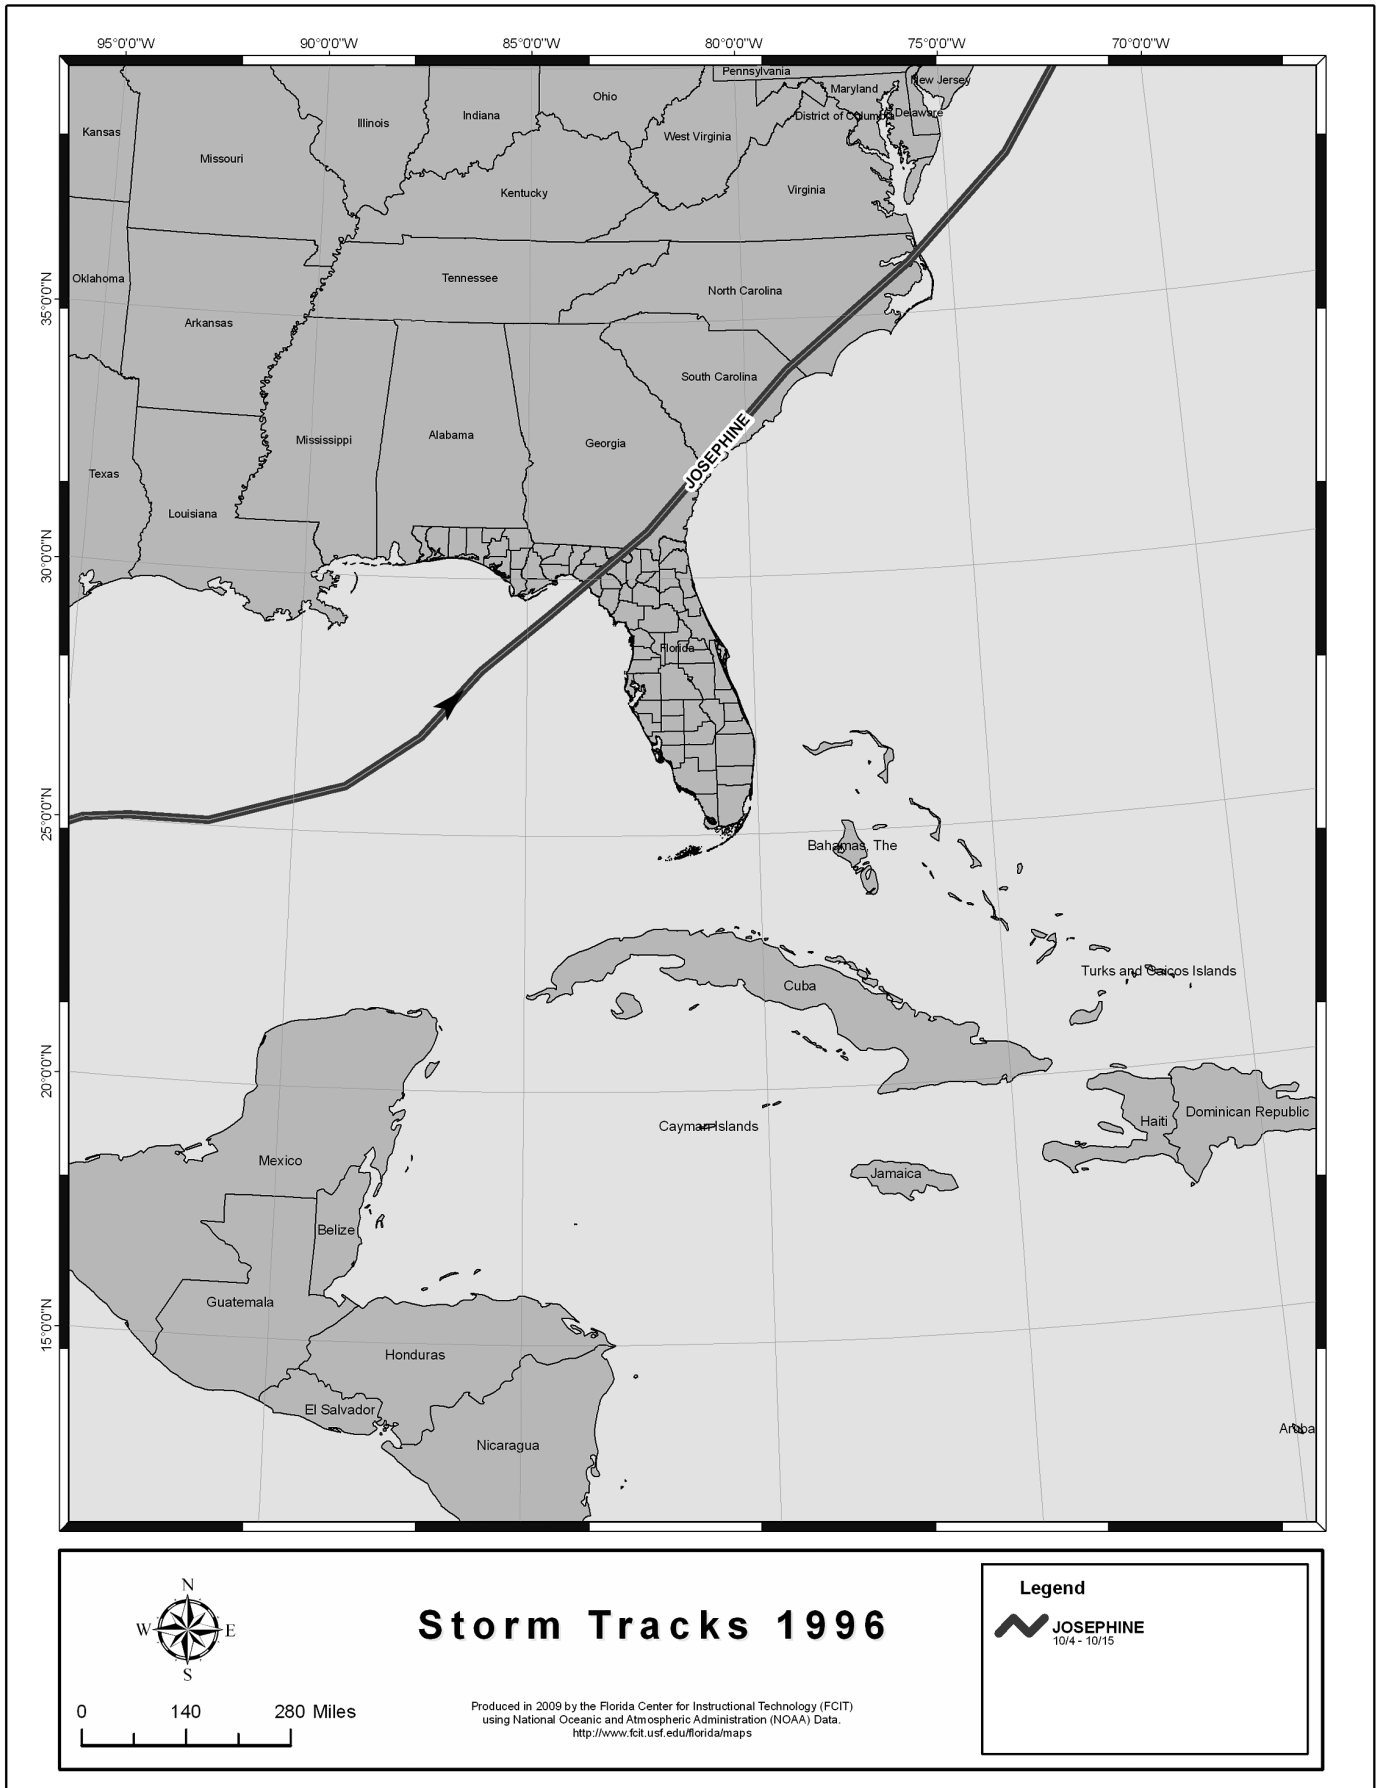 95°0'0"W 90°0'0"W 85°0'0"W 80°0'0"W 75°0'0"W 70°0'0"W
Pennsylvania
New Jersey
Maryland
Ohio
Delaware
Indiana
District of Columbia
Illinois
Kansas
West Virginia
Missouri
Virginia
Kentucky
35°0'0"N
Oklahoma
Tennessee
North Carolina
Arkansas
South Carolina
Alabama
Mississippi
Georgia
JOSEPHINE
Texas
Louisiana
30°0'0"N
Florida
25°0'0"N
Bahamas, The
Turks and Caicos Islands
Cuba
20°0'0"N
Dominican Republic
Haiti
Cayman Islands
Mexico
Jamaica
Belize
Guatemala
15°0'0"N
Honduras
El Salvador
Aruba
Nicaragua
N
W E
S
0 140 280 Miles
Storm Tracks 1996
Produced in 2009 by the Florida Center for Instructional Technology (FCIT)
using National Oceanic and Atmospheric Administration (NOAA) Data.
http://www.fcit.usf.edu/florida/maps
Legend
JOSEPHINE
10/4 - 10/15